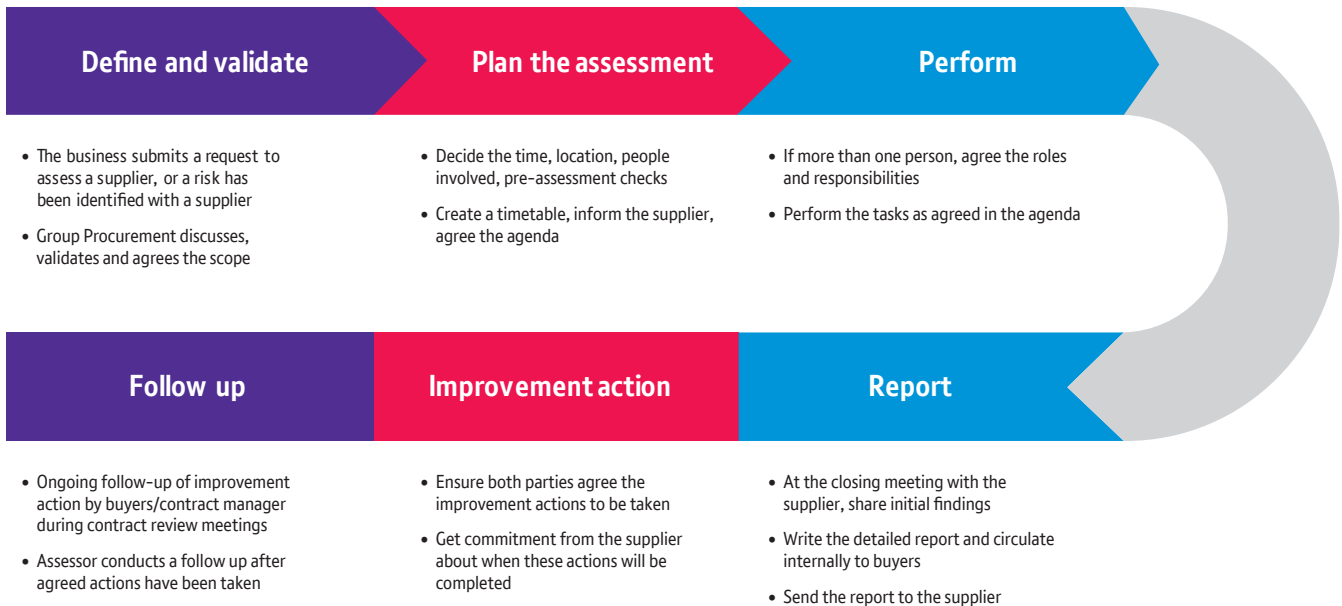 Define and validate
Plan the assessment
Perform
• The business submits a request to
assess a supplier, or a risk has
been identified with a supplier
• Group Procurement discusses,
validates and agrees the scope
• Decide the time, location, people
involved, pre-assessment checks
• Create a timetable, inform the supplier,
agree the agenda
• If more than one person, agree the roles
and responsibilities
• Perform the tasks as agreed in the agenda
Report
Improvement action
Follow up
• At the closing meeting with the
supplier, share initial findings
• Write the detailed report and circulate
internally to buyers
• Send the report to the supplier
• Ensure both parties agree the
improvement actions to be taken
• Get commitment from the supplier
about when these actions will be
completed
• Ongoing follow-up of improvement
action by buyers/contract manager
during contract review meetings
• Assessor conducts a follow up after
agreed actions have been taken